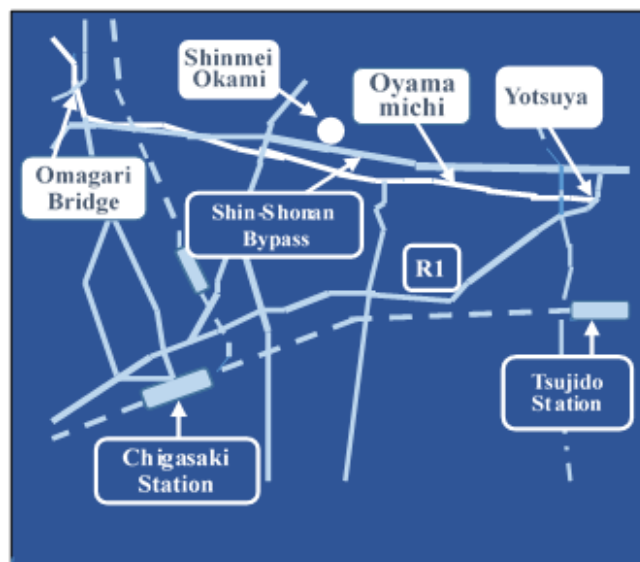 Shinmei
Okami
Oyama
michi
Yotsuya
Omagari
Bridge
Shin-Shonan
Bypass
R1
Tsujido
Station
Chigasaki
Station